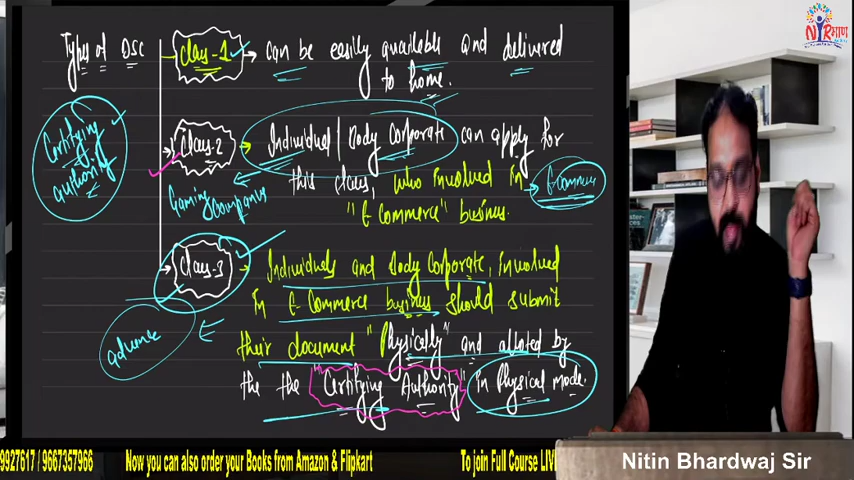 Types of DSC
Class-1
can be easily available and delivered
to home.
Certifying
authority
Class-2
Individual / Body Corporate can apply for
this class, who involved in
E-commerce
Gaming companies
"E-Commerce" business.
Class-3
Individuals and Body Corporate, involved
in E-Commerce business should submit
their document "Physically" and alloted by
the the "Certifying Authority" in Physical mode.
advance
9927617 / 9667357966
Now you can also order your Books from Amazon & Flipkart
To join Full Course LIV
Nitin Bhardwaj Sir